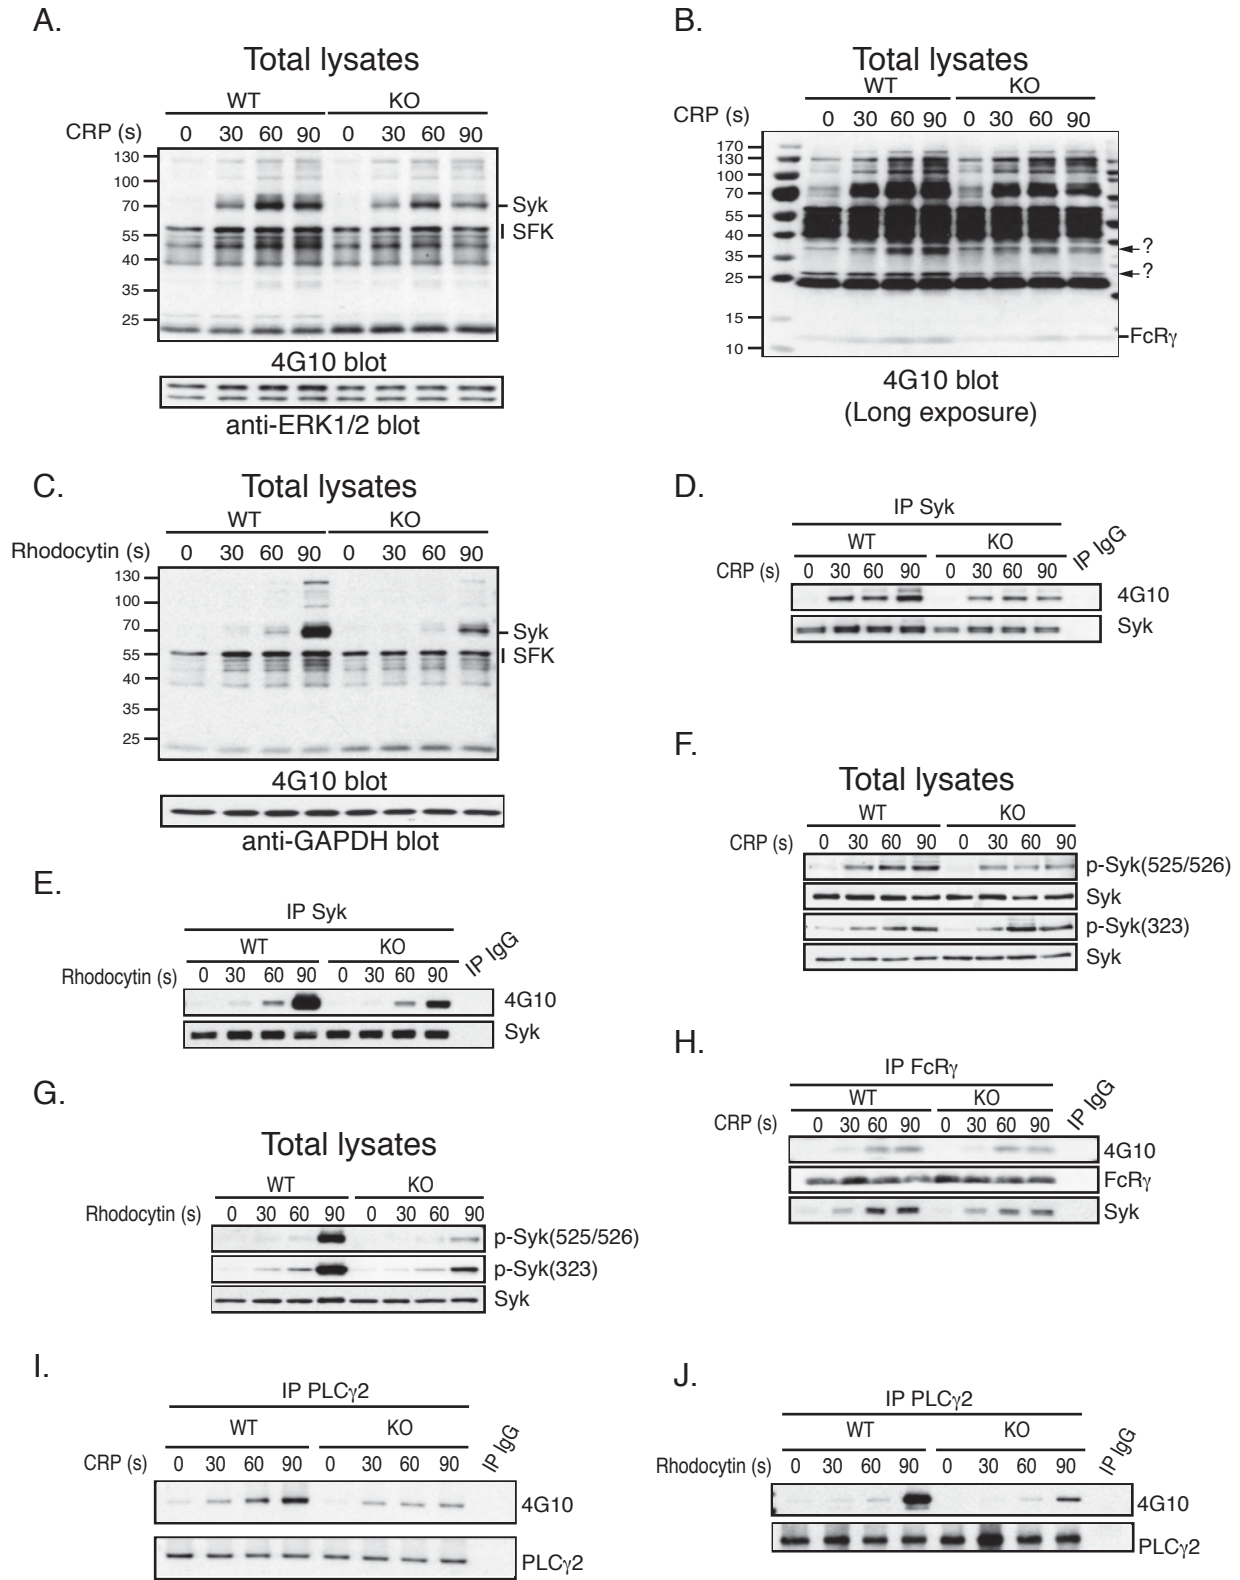 A.
Total lysates
WT KO
CRP (s) 0 30 60 90 0 30 60 90
130
100
70
55
40
35
25
Syk
SFK
4G10 blot
anti-ERK1/2 blot
B.
Total lysates
WT KO
CRP (s) 0 30 60 90 0 30 60 90
170
130
100
70
55
40
35
25
15
10
?
?
FcRγ
4G10 blot
(Long exposure)
C.
Total lysates
WT KO
Rhodocytin (s) 0 30 60 90 0 30 60 90
130
100
70
55
40
35
25
Syk
SFK
4G10 blot
anti-GAPDH blot
D.
IP Syk
WT KO IP IgG
CRP (s) 0 30 60 90 0 30 60 90
4G10
Syk
E.
IP Syk
WT KO IP IgG
Rhodocytin (s) 0 30 60 90 0 30 60 90
4G10
Syk
F.
Total lysates
WT KO
CRP (s) 0 30 60 90 0 30 60 90
p-Syk(525/526)
Syk
p-Syk(323)
Syk
G.
Total lysates
WT KO
Rhodocytin (s) 0 30 60 90 0 30 60 90
p-Syk(525/526)
p-Syk(323)
Syk
H.
IP FcRγ
WT KO IP IgG
CRP (s) 0 30 60 90 0 30 60 90
4G10
FcRγ
Syk
I.
IP PLCγ2
WT KO IP IgG
CRP (s) 0 30 60 90 0 30 60 90
4G10
PLCγ2
J.
IP PLCγ2
WT KO IP IgG
Rhodocytin (s) 0 30 60 90 0 30 60 90
4G10
PLCγ2